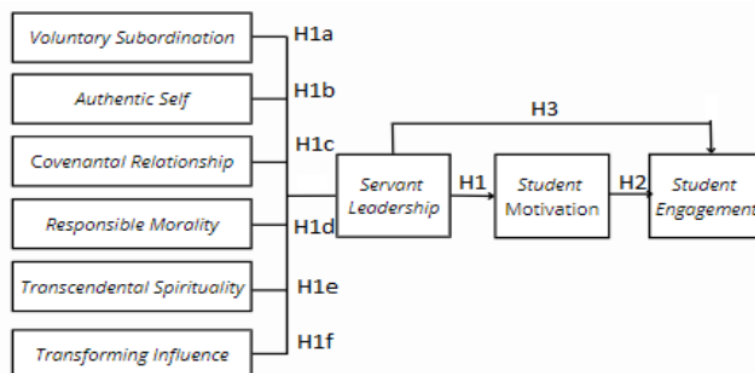 Voluntary Subordination
H1a
Authentic Self
H1b
Covenantal Relationship
H1c
Responsible Morality
H1d
Transcendental Spirituality
H1e
Transforming Influence
H1f
Servant
Leadership
H1
Student
Motivation
H2
Student
Engagement
H3